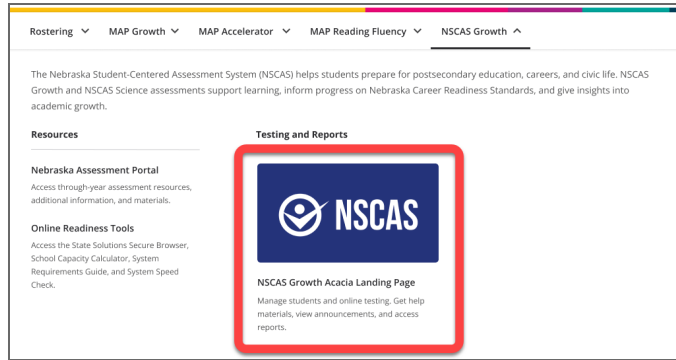 Rostering MAP Growth MAP Accelerator MAP Reading Fluency NSCAS Growth
The Nebraska Student-Centered Assessment System (NSCAS) helps students prepare for postsecondary education, careers, and civic life. NSCAS
Growth and NSCAS Science assessments support learning, inform progress on Nebraska Career Readiness Standards, and give insights into
academic growth.
Resources
Nebraska Assessment Portal
Access through-year assessment resources,
additional information, and materials.
Online Readiness Tools
Access the State Solutions Secure Browser,
School Capacity Calculator, System
Requirements Guide, and System Speed
Check.
Testing and Reports
NSCAS
NSCAS Growth Acacia Landing Page
Manage students and online testing. Get help
materials, view announcements, and access
reports.